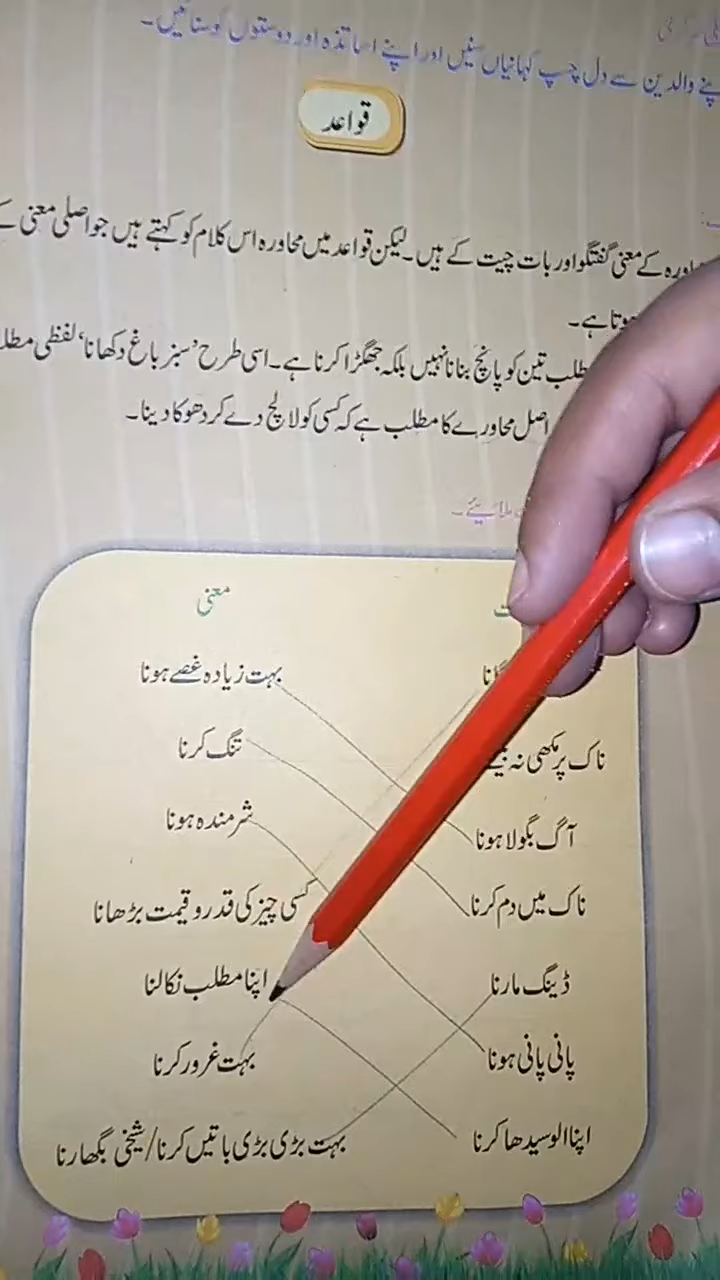 پنے والدین سے دل چسپ کہانیاں سنیں اور اپنے اساتذہ اور دوستوں کو سنائیں۔
قواعد
کے معنی گفتگو اور بات چیت کے ہیں۔ لیکن قواعد میں محاورہ اس کلام کو کہتے ہیں جو اصلی معنی کے
ہوتا ہے۔
تین کو پانچ بنانا نہیں بلکہ جھگڑا کرنا ہے۔ اسی طرح ’سبز باغ دکھانا‘ لفظی
اصل محاورے کا مطلب ہے کہ کسی کو لالچ دے کر دھوکا دینا۔
ملائیے۔
معنی
بہت زیادہ غصے ہونا
ناک پر مکھی نہ
تنگ کرنا
آگ بگولا ہونا
شرمندہ ہونا
ناک میں دم کرنا
کسی چیز کی قدر و قیمت بڑھانا
ڈینگ مارنا
اپنا مطلب نکالنا
پانی پانی ہونا
بہت غرور کرنا
اپنا الو سیدھا کرنا
بہت بڑی بڑی باتیں کرنا/شیخی بگھارنا